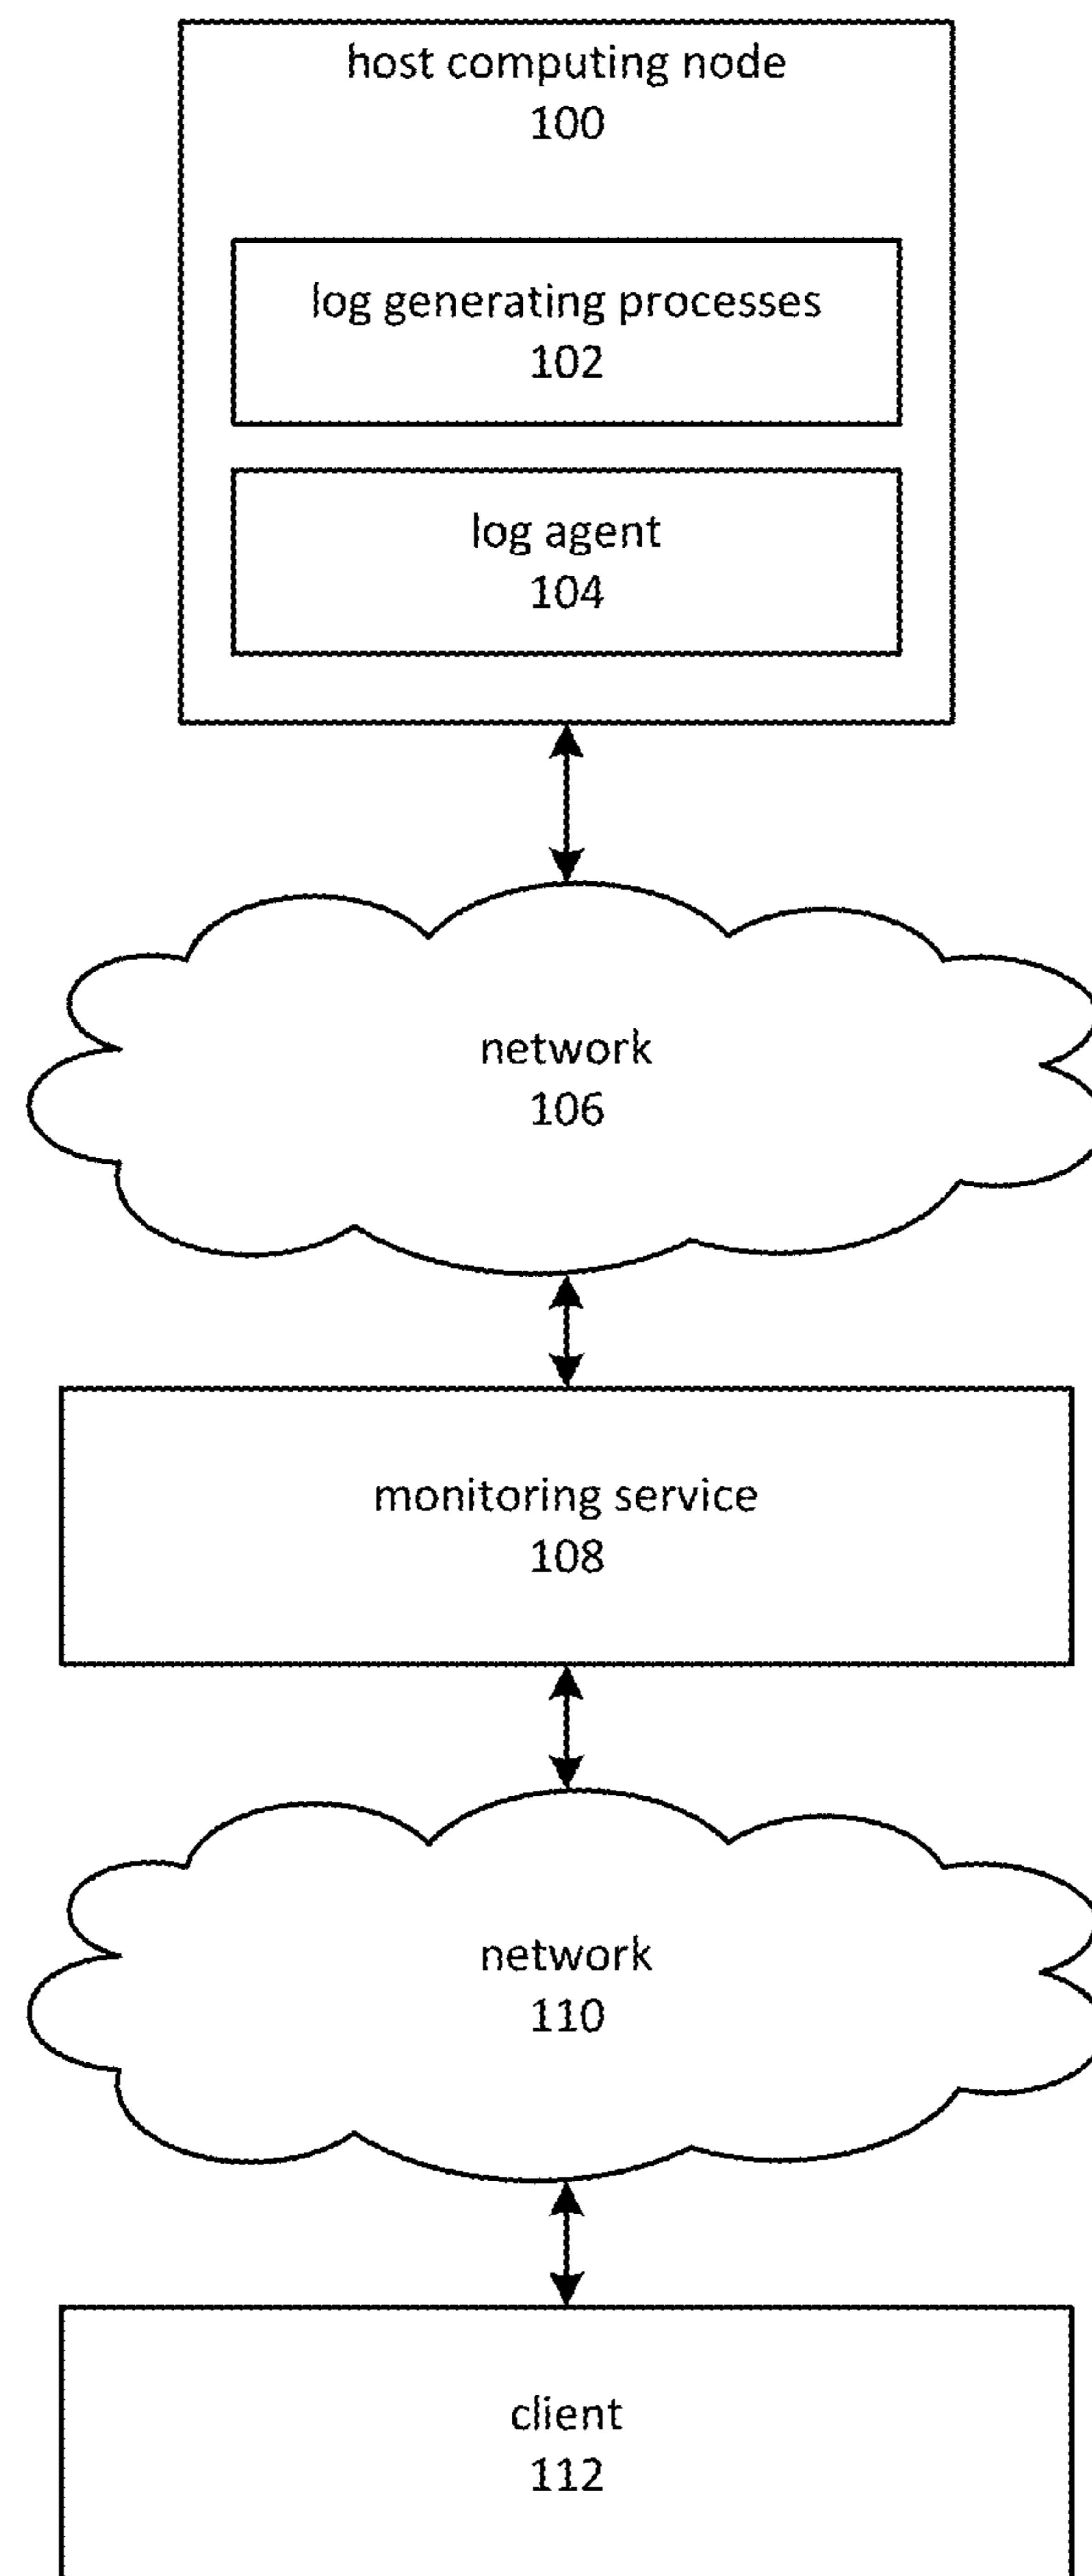 host computing node
100
log generating processes
102
log agent
104
network
106
monitoring service
108
network
110
client
112